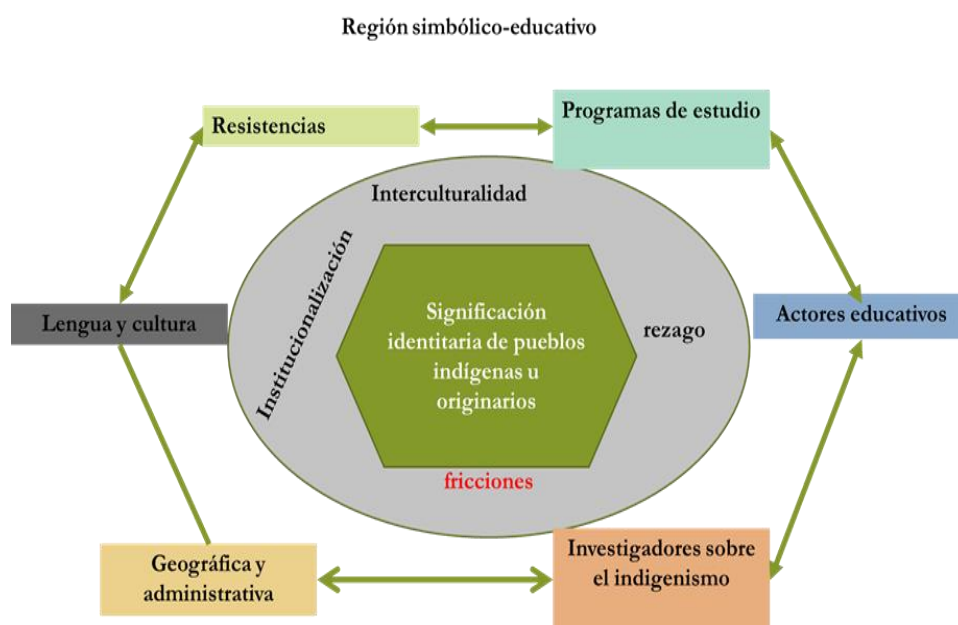 Región simbólico-educativo
Resistencias
Programas de estudio
Interculturalidad
Institucionalización
Lengua y cultura
Significación
identitaria de pueblos
indígenas u
originarios
rezago
Actores educativos
fricciones
Geográfica y
administrativa
Investigadores sobre
el indigenismo